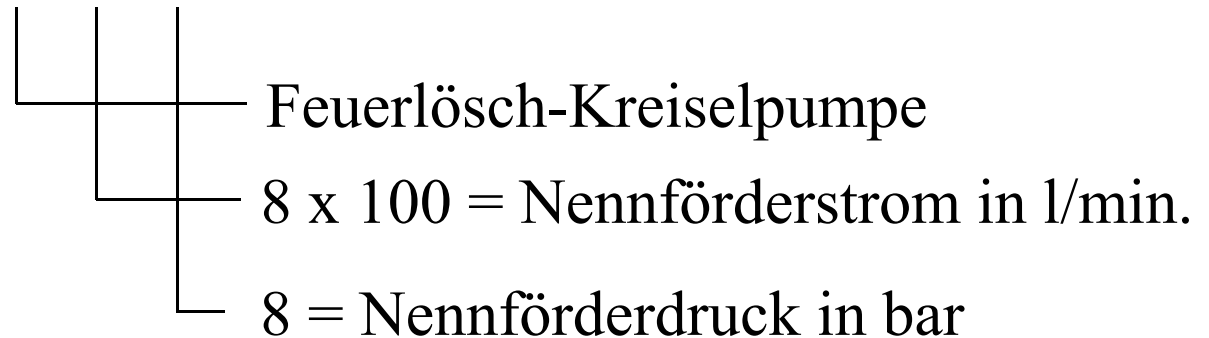 Feuerlösch-Kreiselpumpe
8 x 100 = Nennförderstrom in l/min.
8 = Nennförderdruck in bar